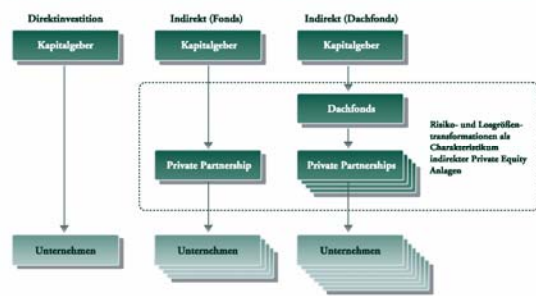 Direktinvestition
Indirekt (Fonds)
Indirekt (Dachfonds)
Kapitalgeber
Kapitalgeber
Kapitalgeber
Dachfonds
Private Partnership
Private Partnerships
Risiko- und Losgrößen-
transformationen als
Charakteristikum
indirekter Private Equity
Anlagen
Unternehmen
Unternehmen
Unternehmen